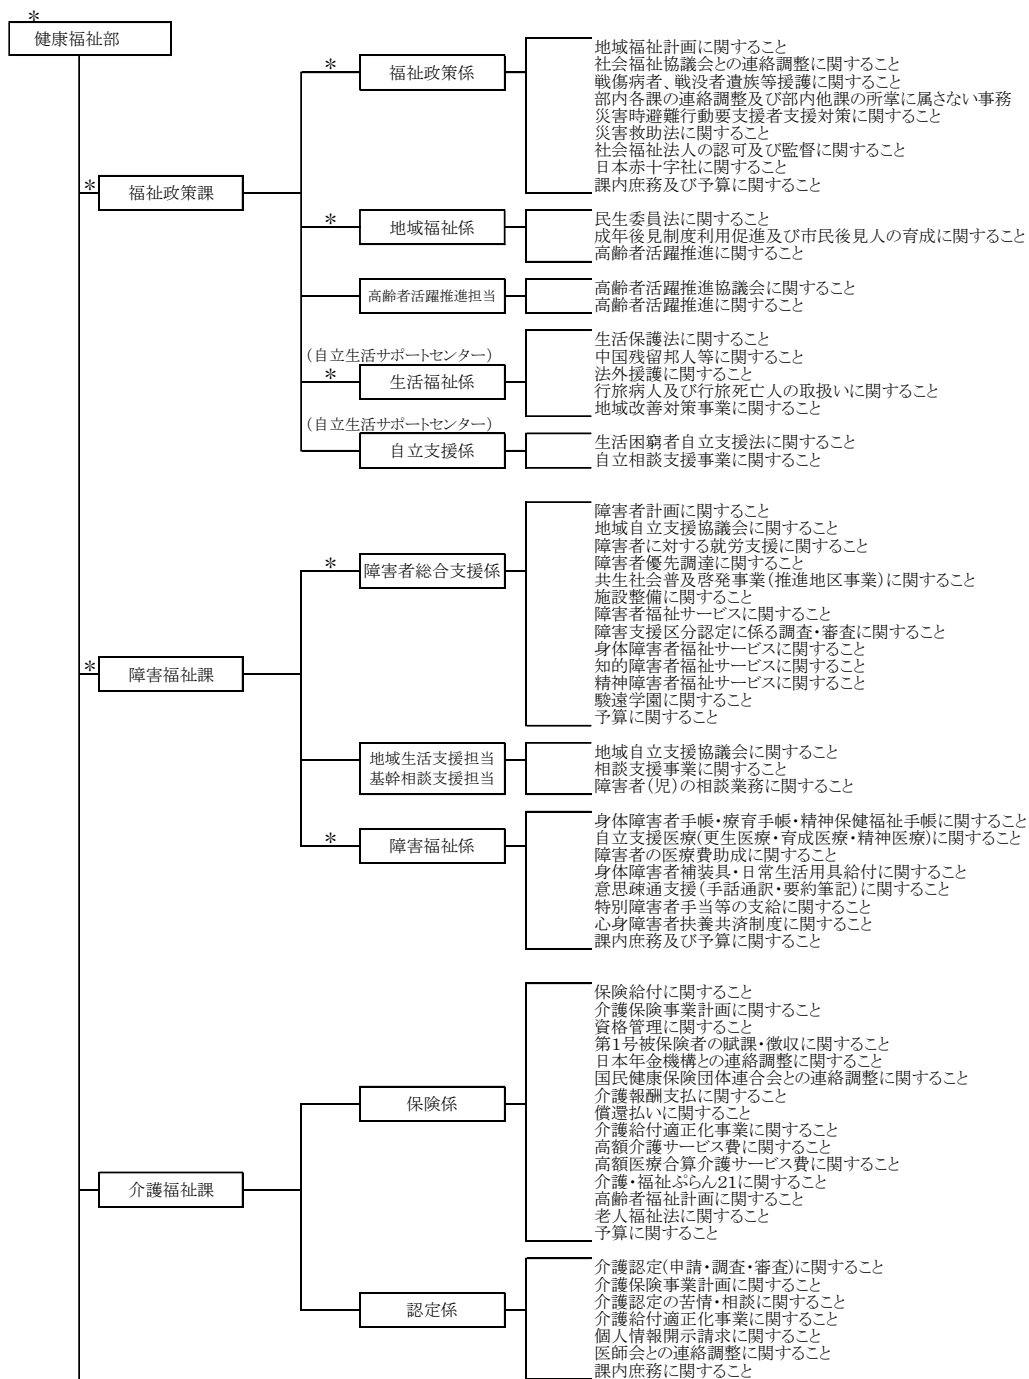 ＊
健康福祉部
＊
福祉政策課
＊
福祉政策係
地域福祉計画に関すること
社会福祉協議会との連絡調整に関すること
戦傷病者、戦没者遺族等援護に関すること
部内各課の連絡調整及び部内他課の所掌に属さない事務
災害時避難行動要支援者支援対策に関すること
災害救助法に関すること
社会福祉法人の認可及び監督に関すること
日本赤十字社に関すること
課内庶務及び予算に関すること
＊
地域福祉係
民生委員法に関すること
成年後見制度利用促進及び市民後見人の育成に関すること
高齢者活躍推進に関すること
高齢者活躍推進担当
高齢者活躍推進協議会に関すること
高齢者活躍推進に関すること
(自立生活サポートセンター)
＊
生活福祉係
生活保護法に関すること
中国残留邦人等に関すること
法外援護に関すること
行旅病人及び行旅死亡人の取扱いに関すること
地域改善対策事業に関すること
(自立生活サポートセンター)
自立支援係
生活困窮者自立支援法に関すること
自立相談支援事業に関すること
＊
障害福祉課
＊
障害者総合支援係
障害者計画に関すること
地域自立支援協議会に関すること
障害者に対する就労支援に関すること
障害者優先調達に関すること
共生社会普及啓発事業(推進地区事業)に関すること
施設整備に関すること
障害者福祉サービスに関すること
障害支援区分認定に係る調査・審査に関すること
身体障害者福祉サービスに関すること
知的障害者福祉サービスに関すること
精神障害者福祉サービスに関すること
駿遠学園に関すること
予算に関すること
地域生活支援担当
基幹相談支援担当
地域自立支援協議会に関すること
相談支援事業に関すること
障害者(児)の相談業務に関すること
＊
障害福祉係
身体障害者手帳・療育手帳・精神保健福祉手帳に関すること
自立支援医療(更生医療・育成医療・精神医療)に関すること
障害者の医療費助成に関すること
身体障害者補装具・日常生活用具給付に関すること
意思疎通支援(手話通訳・要約筆記)に関すること
特別障害者手当等の支給に関すること
心身障害者扶養共済制度に関すること
課内庶務及び予算に関すること
介護福祉課
保険係
保険給付に関すること
介護保険事業計画に関すること
資格管理に関すること
第1号被保険者の賦課・徴収に関すること
日本年金機構との連絡調整に関すること
国民健康保険団体連合会との連絡調整に関すること
介護報酬支払に関すること
償還払いに関すること
介護給付適正化事業に関すること
高額介護サービス費に関すること
高額医療合算介護サービス費に関すること
介護・福祉ぷらん21に関すること
高齢者福祉計画に関すること
老人福祉法に関すること
予算に関すること
認定係
介護認定(申請・調査・審査)に関すること
介護保険事業計画に関すること
介護認定の苦情・相談に関すること
介護給付適正化事業に関すること
個人情報開示請求に関すること
医師会との連絡調整に関すること
課内庶務に関すること